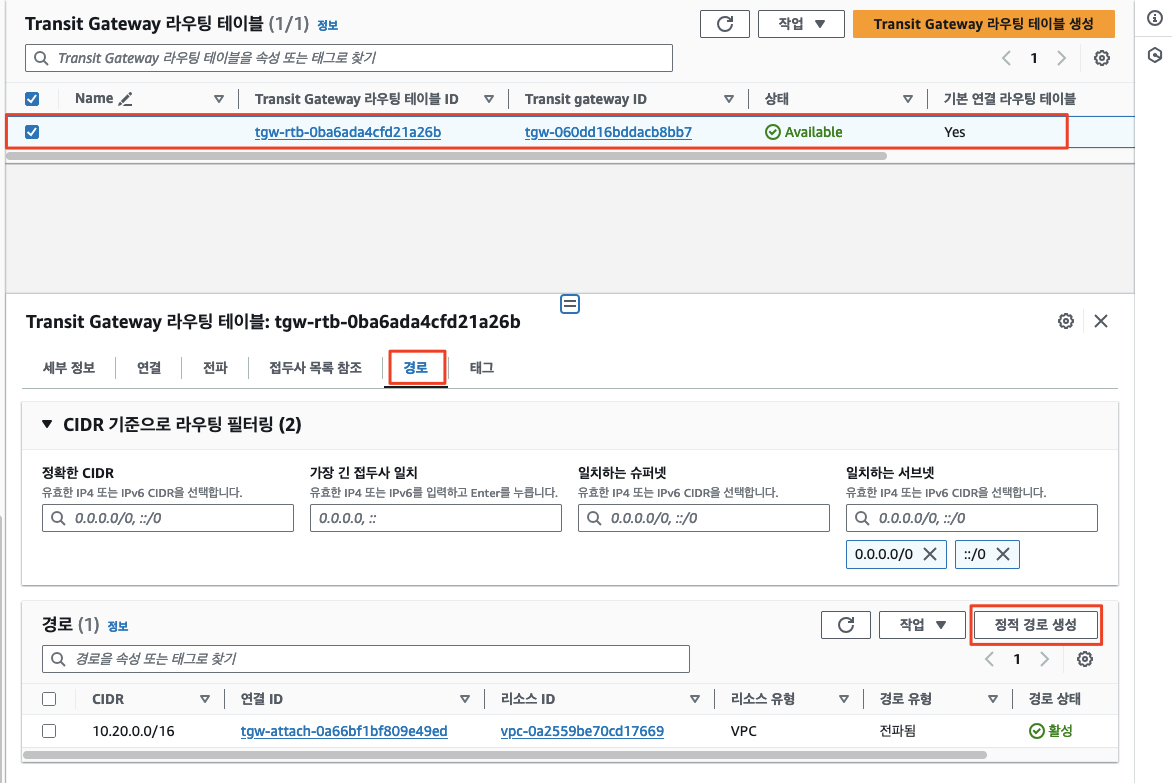 Transit Gateway 라우팅 테이블 (1/1) 정보
작업
Transit Gateway 라우팅 테이블 생성
Transit Gateway 라우팅 테이블을 속성 또는 태그로 찾기
1
Name Transit Gateway 라우팅 테이블 ID Transit gateway ID 상태 기본 연결 라우팅 테이블
tgw-rtb-0ba6ada4cfd21a26b tgw-060dd16bddacb8bb7 Available Yes
Transit Gateway 라우팅 테이블: tgw-rtb-0ba6ada4cfd21a26b
세부 정보 연결 전파 접두사 목록 참조 경로 태그
CIDR 기준으로 라우팅 필터링 (2)
정확한 CIDR 가장 긴 접두사 일치 일치하는 슈퍼넷 일치하는 서브넷
유효한 IP4 또는 IPv6 CIDR을 선택합니다. 유효한 IP4 또는 IPv6를 입력하고 Enter를 누릅니다. 유효한 IP4 또는 IPv6 CIDR을 선택합니다. 유효한 IP4 또는 IPv6 CIDR을 선택합니다.
0.0.0.0/0, ::/0 0.0.0.0, :: 0.0.0.0/0, ::/0 0.0.0.0/0, ::/0
0.0.0.0/0 ::/0
경로 (1) 정보
작업
정적 경로 생성
경로을 속성 또는 태그로 찾기
1
CIDR 연결 ID 리소스 ID 리소스 유형 경로 유형 경로 상태
10.20.0.0/16 tgw-attach-0a66bf1bf809e49ed vpc-0a2559be70cd17669 VPC 전파됨 활성